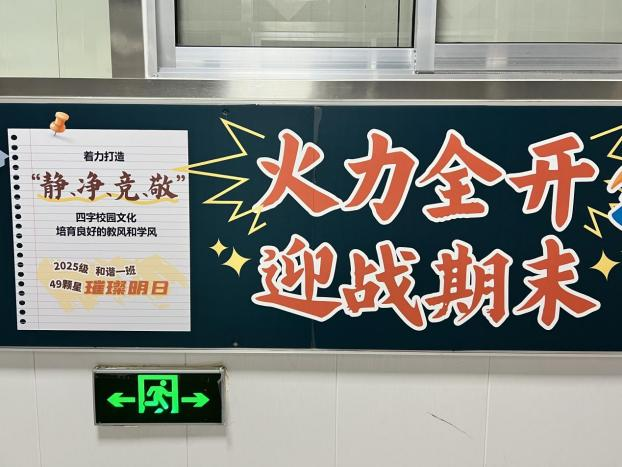 着力打造
“静、净、竞、敬”
四字校园文化
培育良好的教风和学风
2025级 和谐一班
49颗星 璀璨明日
火力全开
迎战期末